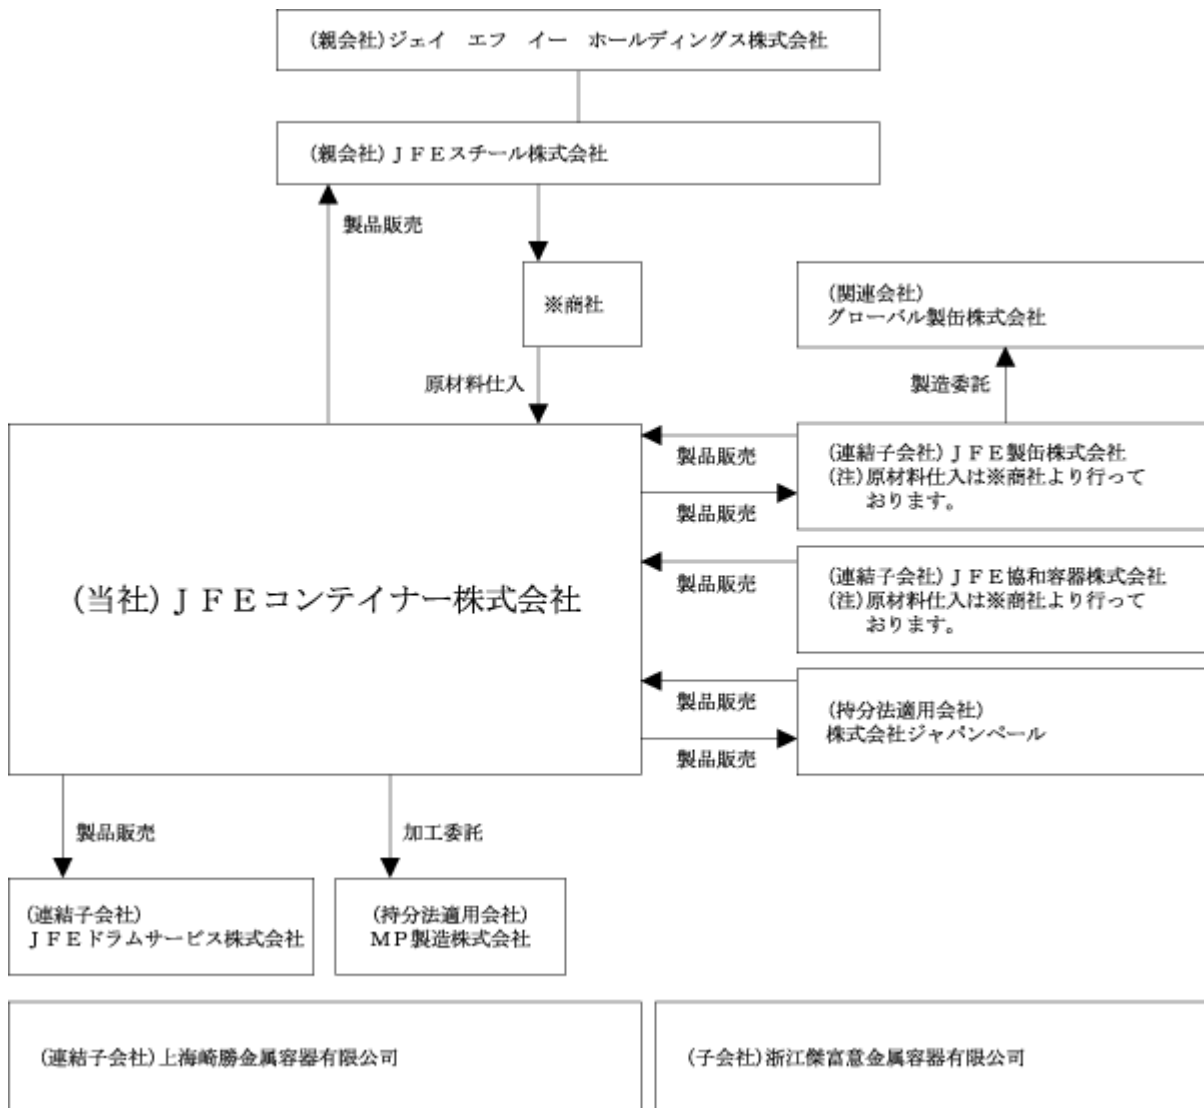 (親会社)ジェイ　エフ　イー　ホールディングス株式会社
(親会社)ＪＦＥスチール株式会社
製品販売
※商社
(関連会社)
グローバル製缶株式会社
原材料仕入
製造委託
製品販売
(連結子会社)ＪＦＥ製缶株式会社
(注)原材料仕入は※商社より行って
おります。
製品販売
(当社)ＪＦＥコンテイナー株式会社
製品販売
(連結子会社)ＪＦＥ協和容器株式会社
(注)原材料仕入は※商社より行って
おります。
製品販売
(持分法適用会社)
株式会社ジャパンペール
製品販売
製品販売
加工委託
(連結子会社)
ＪＦＥドラムサービス株式会社
(持分法適用会社)
ＭＰ製造株式会社
(連結子会社)上海崎勝金属容器有限公司
(子会社)浙江傑富意金属容器有限公司